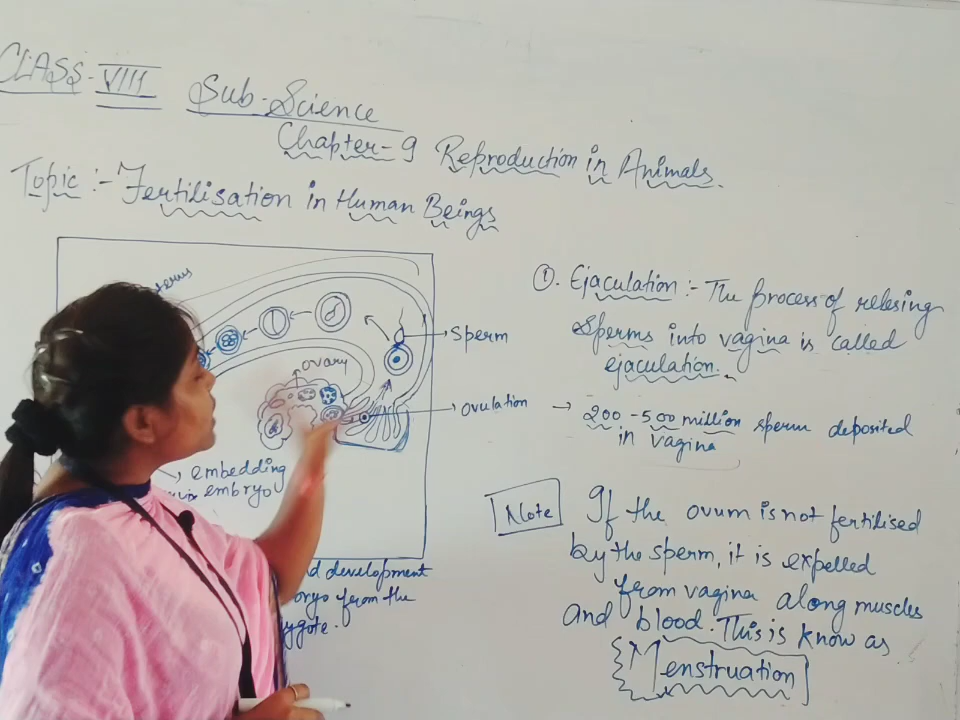 CLASS-VIII
Sub-Science
Chapter-9 Reproduction in Animals.
Topic :- Fertilisation in Human Beings
sperm
ovary
ovulation
embedding
embryo
development
from the
① Ejaculation :- The process of relesing
sperms into vagina is called
ejaculation.
→ 200-500 million sperm deposited
in vagina
Note
If the ovum is not fertilised
by the sperm, it is expelled
from vagina along muscles
and blood. This is know as
Menstruation